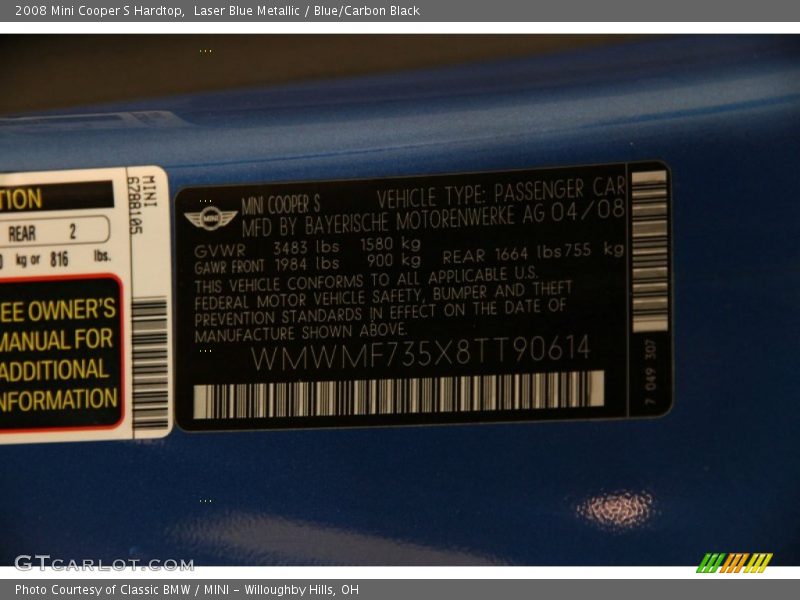 2008 Mini Cooper S Hardtop, Laser Blue Metallic / Blue/Carbon Black
TION
REAR 2
kg or 816 lbs.
EE OWNER'S
MANUAL FOR
ADDITIONAL
NFORMATION
MINI
6788105
MINI
MINI COOPER S VEHICLE TYPE: PASSENGER CAR
MFD BY BAYERISCHE MOTORENWERKE AG 04/08
GVWR 3483 lbs 1580 kg
GAWR FRONT 1984 lbs 900 kg REAR 1664 lbs 755 kg
THIS VEHICLE CONFORMS TO ALL APPLICABLE U.S.
FEDERAL MOTOR VEHICLE SAFETY, BUMPER AND THEFT
PREVENTION STANDARDS IN EFFECT ON THE DATE OF
MANUFACTURE SHOWN ABOVE.
WMWMF735X8TT90614
7 049 307
GTcarlot.com
Photo Courtesy of Classic BMW / MINI - Willoughby Hills, OH